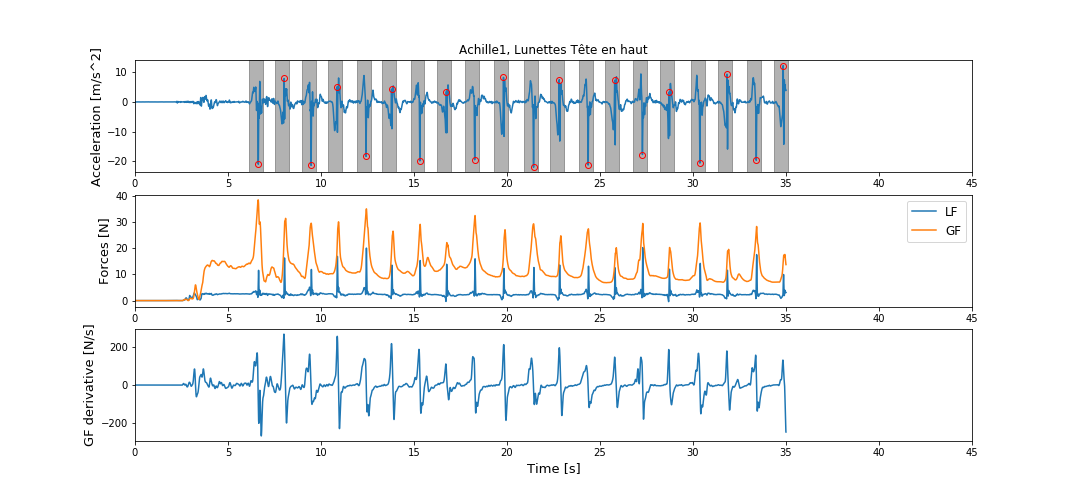 Achille1, Lunettes Tête en haut
Acceleration [m/s^2]
10
0
−10
−20
0 5 10 15 20 25 30 35 40 45
Forces [N]
40
30
20
10
0
LF
GF
0 5 10 15 20 25 30 35 40 45
GF derivative [N/s]
200
0
−200
0 5 10 15 20 25 30 35 40 45
Time [s]